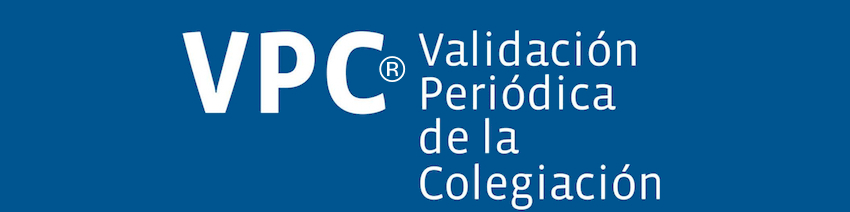 VPC®
Validación
Periódica
de la
Colegiación